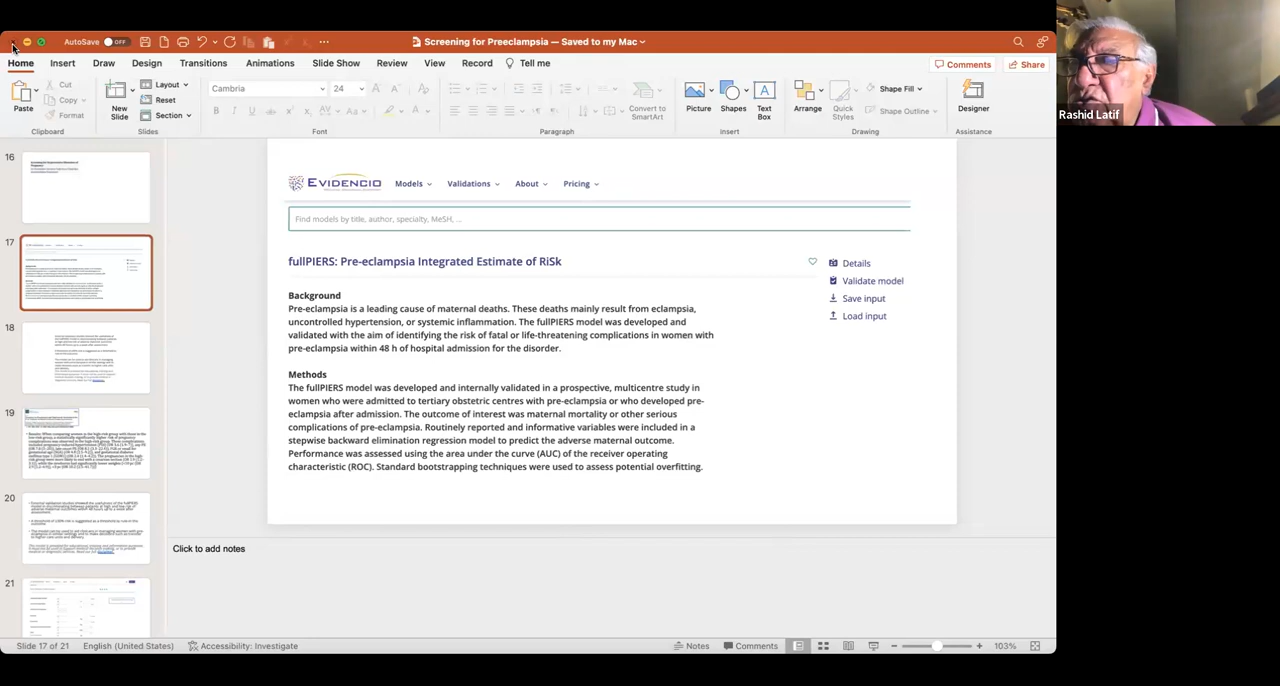 AutoSave OFF
Screening for Preeclampsia — Saved to my Mac
Home Insert Draw Design Transitions Animations Slide Show Review View Record Tell me
Comments Share
Paste
Cut
Copy
Format
Clipboard
New
Slide
Layout
Reset
Section
Slides
Cambria 24
Font
Paragraph
Convert to
SmartArt
Picture
Shapes
Text
Box
Insert
Arrange
Quick
Styles
Shape Fill
Shape Outline
Drawing
Designer
Assistance
Rashid Latif
16
17
18
19
20
21
EVIDENCIO
Models Validations About Pricing
Find models by title, author, specialty, MeSH, ...
fullPIERS: Pre-eclampsia Integrated Estimate of RiSk
Background
Pre-eclampsia is a leading cause of maternal deaths. These deaths mainly result from eclampsia,
uncontrolled hypertension, or systemic inflammation. The fullPIERS model was developed and
validated with the aim of identifying the risk of fatal or life-threatening complications in women with
pre-eclampsia within 48 h of hospital admission for the disorder.
Methods
The fullPIERS model was developed and internally validated in a prospective, multicentre study in
women who were admitted to tertiary obstetric centres with pre-eclampsia or who developed pre-
eclampsia after admission. The outcome of interest was maternal mortality or other serious
complications of pre-eclampsia. Routinely reported and informative variables were included in a
stepwise backward elimination regression model to predict the adverse maternal outcome.
Performance was assessed using the area under the curve (AUC) of the receiver operating
characteristic (ROC). Standard bootstrapping techniques were used to assess potential overfitting.
Details
Validate model
Save input
Load input
Click to add notes
Slide 17 of 21 English (United States) Accessibility: Investigate
Notes Comments 103%